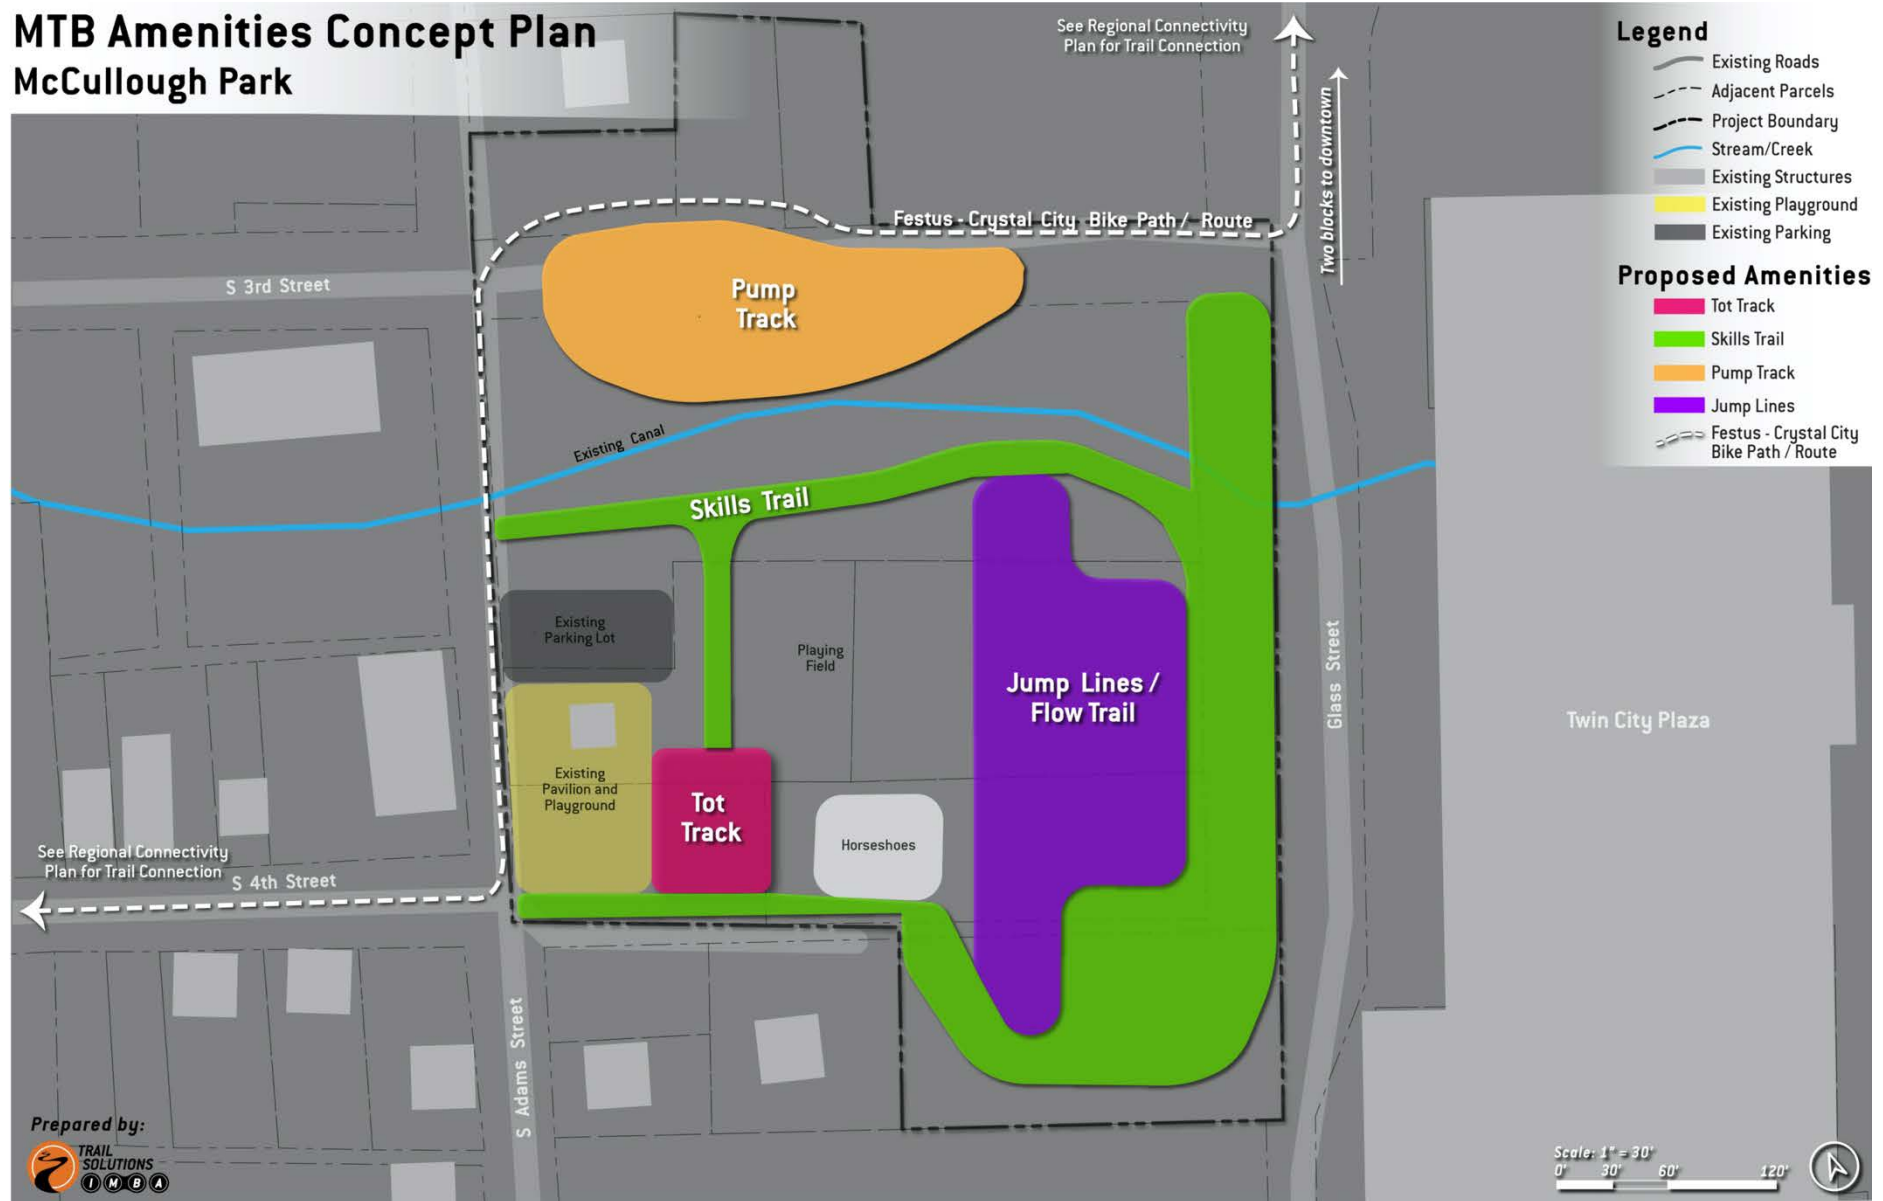 MTB Amenities Concept Plan
McCullough Park
See Regional Connectivity
Plan for Trail Connection
Two blocks to downtown
Legend
Existing Roads
Adjacent Parcels
Project Boundary
Stream/Creek
Existing Structures
Existing Playground
Existing Parking
Proposed Amenities
Tot Track
Skills Trail
Pump Track
Jump Lines
Festus - Crystal City
Bike Path / Route
Festus - Crystal City Bike Path / Route
S 3rd Street
Pump
Track
Existing Canal
Skills Trail
Existing
Parking Lot
Playing
Field
Jump Lines /
Flow Trail
Glass Street
Twin City Plaza
Existing
Pavilion and
Playground
Tot
Track
Horseshoes
See Regional Connectivity
Plan for Trail Connection
S 4th Street
S Adams Street
Prepared by:
TRAIL
SOLUTIONS
IMBA
Scale: 1" = 30'
0' 30' 60' 120'